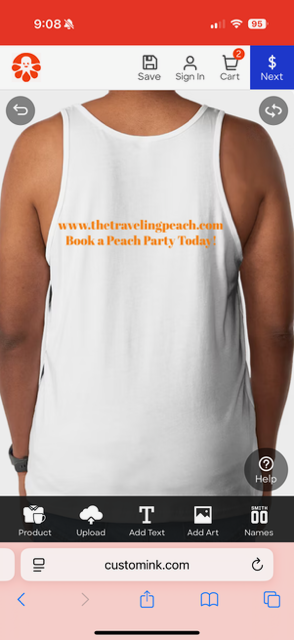 9:08
95
Save
Sign In
2
Cart
$
Next
www.thetravelingpeach.com
Book a Peach Party Today!
?
Help
Product
Upload
T
Add Text
Add Art
SMITH
00
Names
customink.com